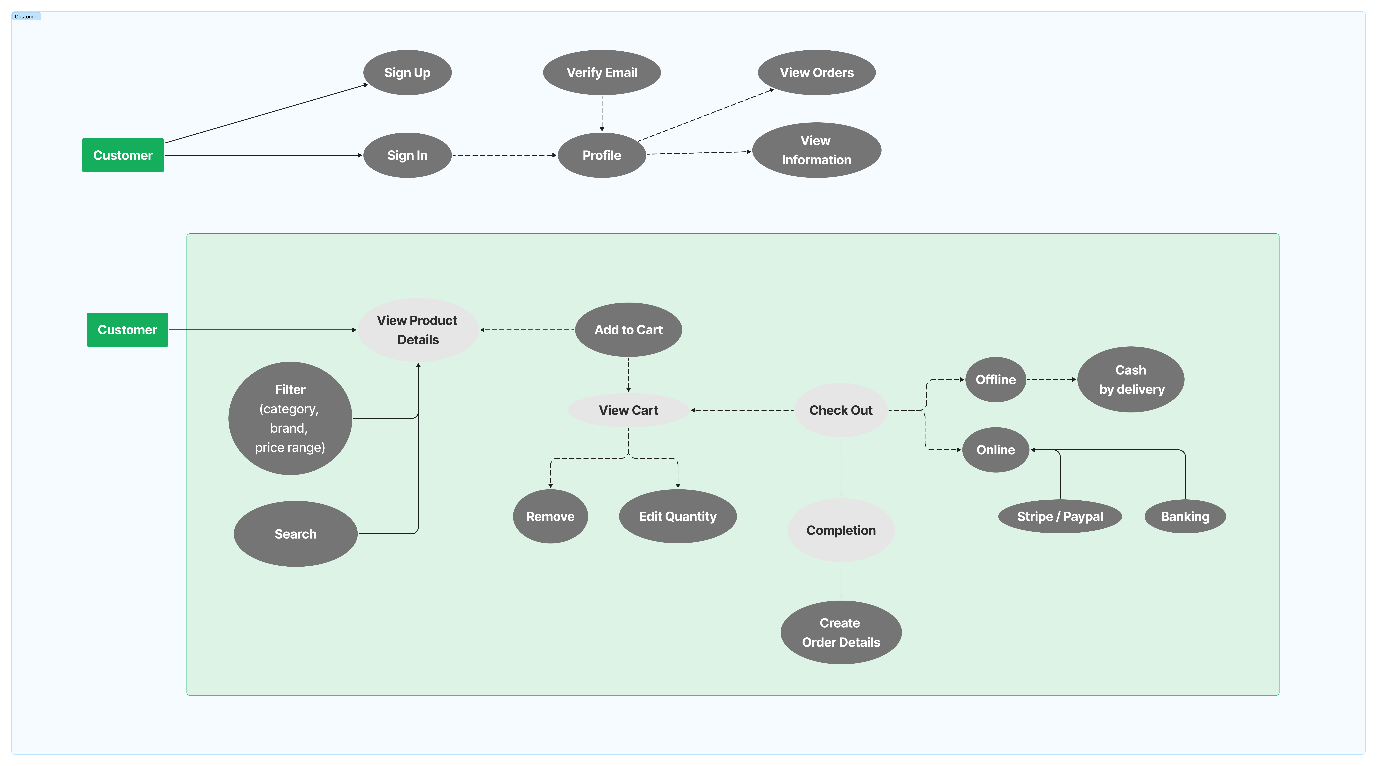 Sign Up
Verify Email
View Orders
Customer
Sign In
Profile
View
Information
Customer
View Product
Details
Add to Cart
Filter
(category,
brand,
price range)
View Cart
Check Out
Offline
Cash
by delivery
Online
Search
Remove
Edit Quantity
Completion
Stripe / Paypal
Banking
Create
Order Details